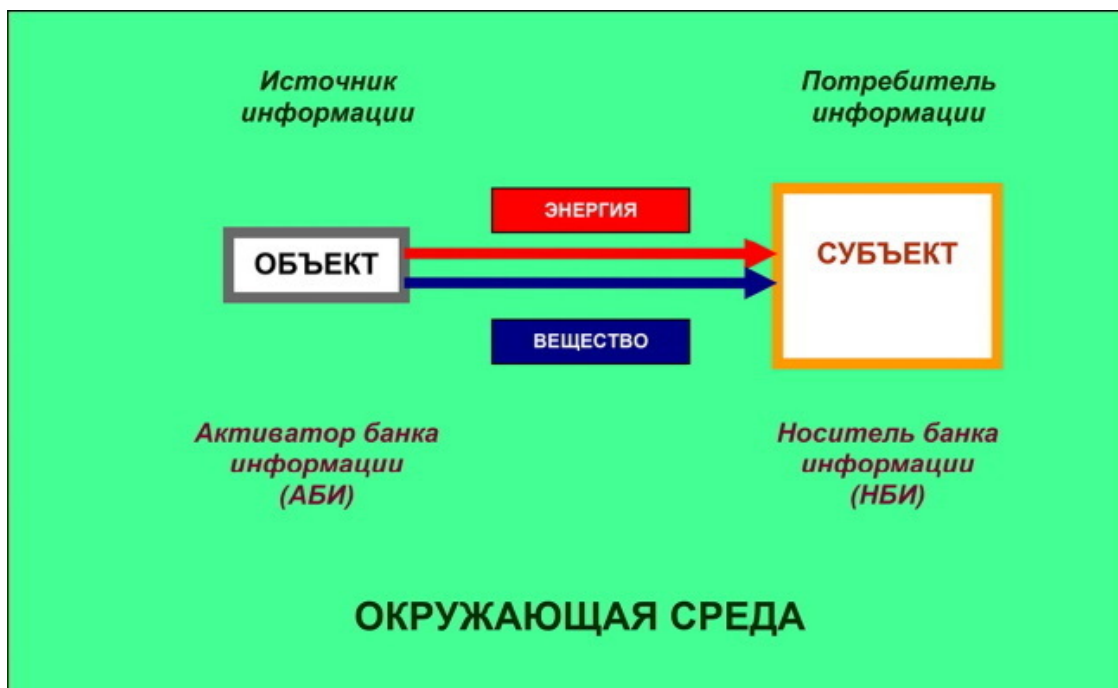 Источник
информации
Потребитель
информации
ЭНЕРГИЯ
ОБЪЕКТ
СУБЪЕКТ
ВЕЩЕСТВО
Активатор банка
информации
(АБИ)
Носитель банка
информации
(НБИ)
ОКРУЖАЮЩАЯ СРЕДА